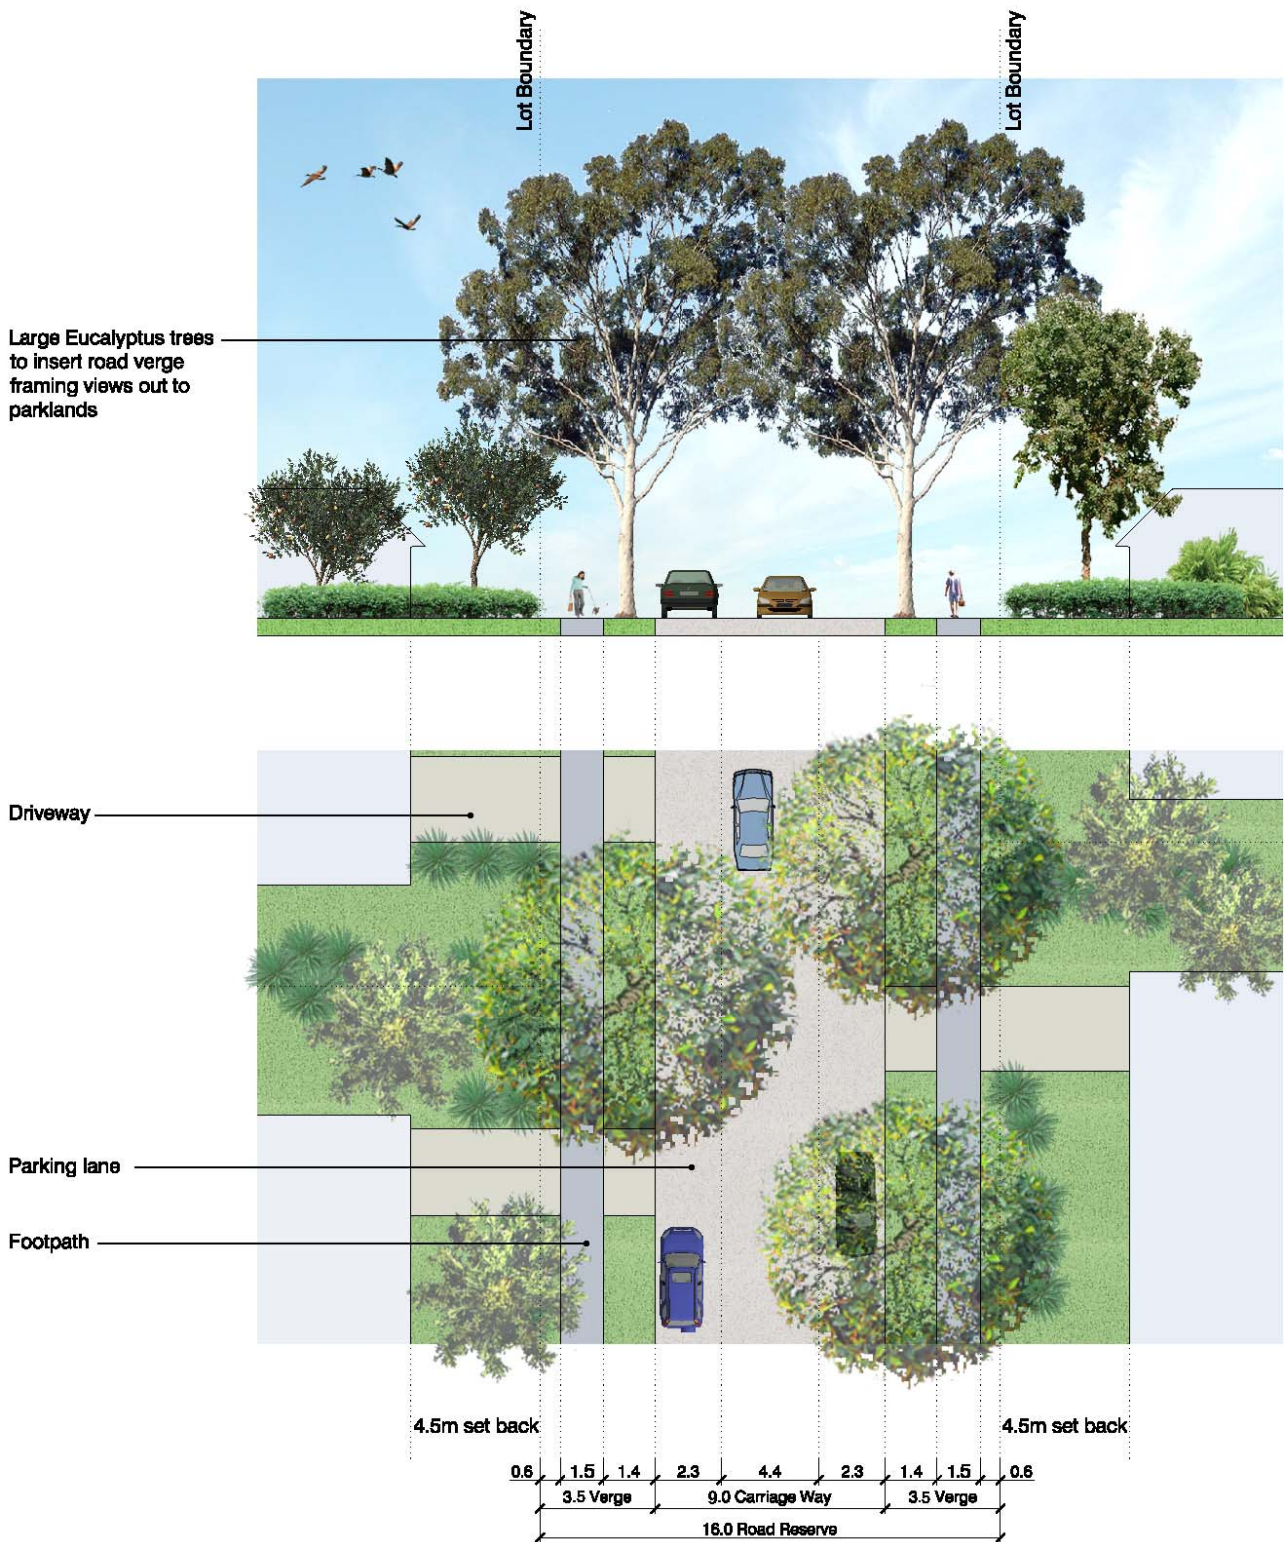 Lot Boundary
Lot Boundary
Large Eucalyptus trees
to insert road verge
framing views out to
parklands
Driveway
Parking lane
Footpath
4.5m set back
4.5m set back
0.6 1.5 1.4 2.3 4.4 2.3 1.4 1.5 0.6
3.5 Verge 9.0 Carriage Way 3.5 Verge
16.0 Road Reserve